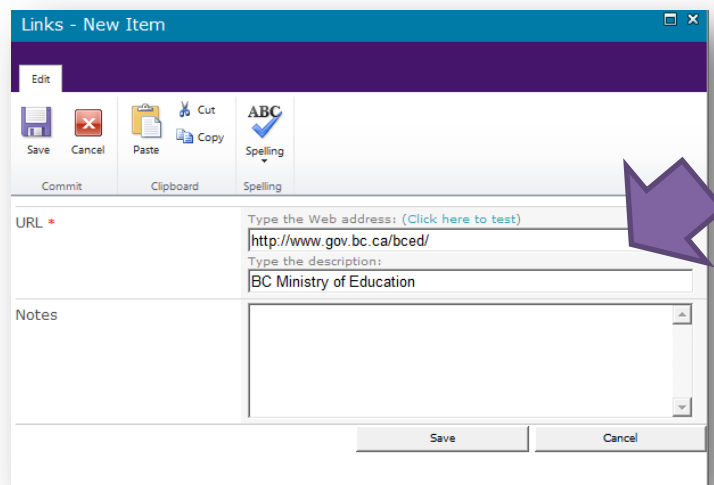 Links - New Item
Edit
Save Cancel Paste Cut Copy ABC Spelling
Commit Clipboard Spelling
URL * Type the Web address: (Click here to test)
http://www.gov.bc.ca/bced/
Type the description:
BC Ministry of Education
Notes
Save Cancel